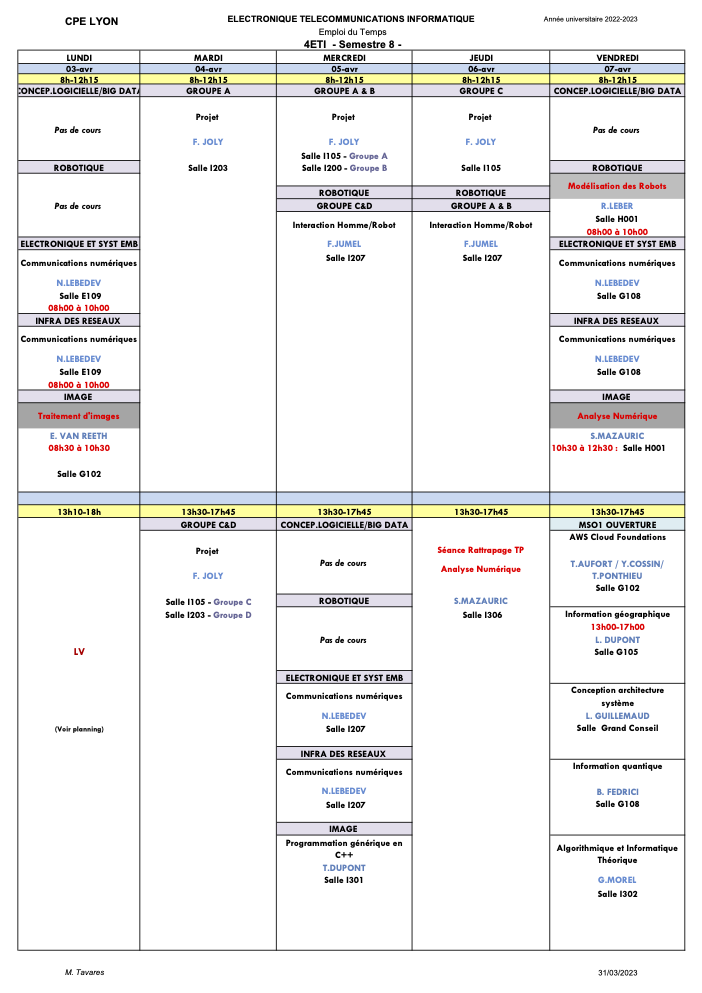 CPE LYON
ELECTRONIQUE TELECOMMUNICATIONS INFORMATIQUE
Année universitaire 2022-2023
Emploi du Temps
4ETI - Semestre 8 -
LUNDI
03-avr
8h-12h15
CONCEP.LOGICIELLE/BIG DATA
Pas de cours
ROBOTIQUE
Pas de cours
ELECTRONIQUE ET SYST EMB
Communications numériques
N.LEBEDEV
Salle E109
08h00 à 10h00
INFRA DES RESEAUX
Communications numériques
N.LEBEDEV
Salle E109
08h00 à 10h00
IMAGE
Traitement d'images
E. VAN REETH
08h30 à 10h30
Salle G102
13h10-18h
LV
(Voir planning)
MARDI
04-avr
8h-12h15
GROUPE A
Projet
F. JOLY
Salle I203
13h30-17h45
GROUPE C&D
Projet
F. JOLY
Salle I105 - Groupe C
Salle I203 - Groupe D
MERCREDI
05-avr
8h-12h15
GROUPE A & B
Projet
F. JOLY
Salle I105 - Groupe A
Salle I200 - Groupe B
ROBOTIQUE
GROUPE C&D
Interaction Homme/Robot
F.JUMEL
Salle I207
13h30-17h45
CONCEP.LOGICIELLE/BIG DATA
Pas de cours
ROBOTIQUE
Pas de cours
ELECTRONIQUE ET SYST EMB
Communications numériques
N.LEBEDEV
Salle I207
INFRA DES RESEAUX
Communications numériques
N.LEBEDEV
Salle I207
IMAGE
Programmation générique en
C++
T.DUPONT
Salle I301
JEUDI
06-avr
8h-12h15
GROUPE C
Projet
F. JOLY
Salle I105
ROBOTIQUE
GROUPE A & B
Interaction Homme/Robot
F.JUMEL
Salle I207
13h30-17h45
Séance Rattrapage TP
Analyse Numérique
S.MAZAURIC
Salle I306
VENDREDI
07-avr
8h-12h15
CONCEP.LOGICIELLE/BIG DATA
Pas de cours
ROBOTIQUE
Modélisation des Robots
R.LEBER
Salle H001
08h00 à 10h00
ELECTRONIQUE ET SYST EMB
Communications numériques
N.LEBEDEV
Salle G108
INFRA DES RESEAUX
Communications numériques
N.LEBEDEV
Salle G108
IMAGE
Analyse Numérique
S.MAZAURIC
10h30 à 12h30 : Salle H001
13h30-17h45
MSO1 OUVERTURE
AWS Cloud Foundations
T.AUFORT / Y.COSSIN/
T.PONTHIEU
Salle G102
Information géographique
13h00-17h00
L. DUPONT
Salle G105
Conception architecture
système
L. GUILLEMAUD
Salle Grand Conseil
Information quantique
B. FEDRICI
Salle G108
Algorithmique et Informatique
Théorique
G.MOREL
Salle I302
M. Tavares
31/03/2023